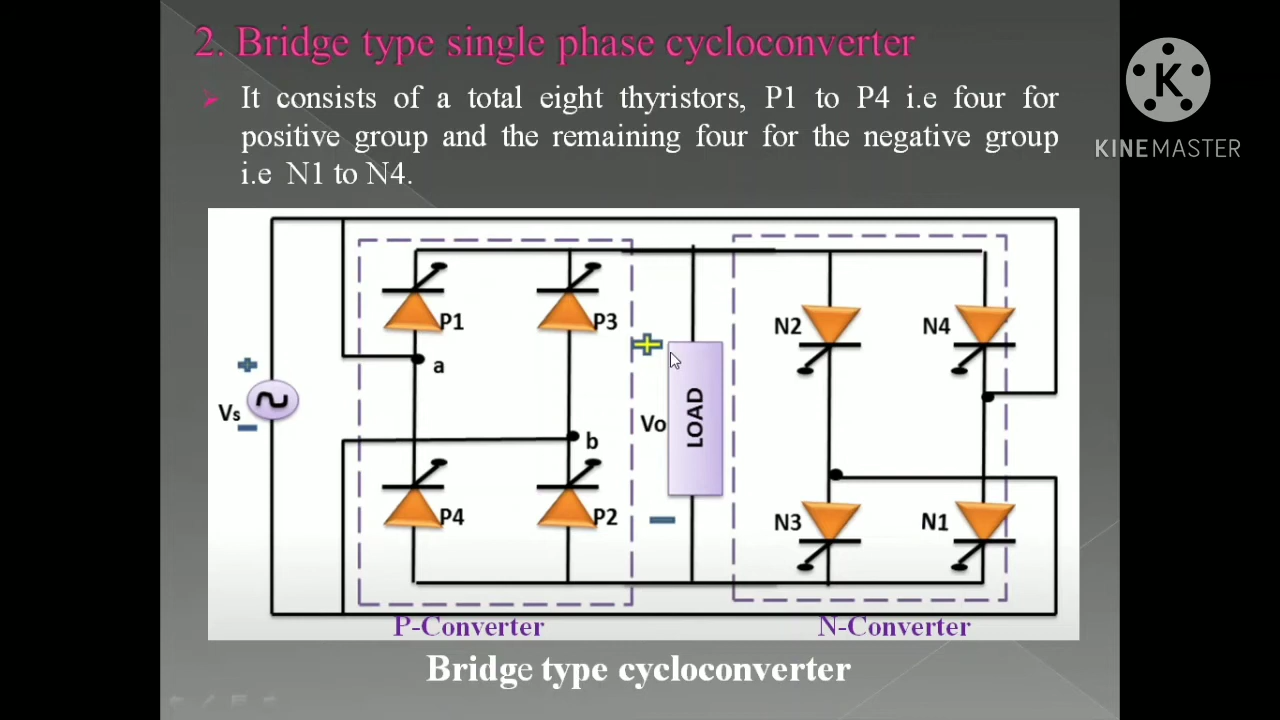 2. Bridge type single phase cycloconverter
It consists of a total eight thyristors, P1 to P4 i.e four for
positive group and the remaining four for the negative group
i.e N1 to N4.
K
KINEMASTER
P1
P3
N2
N4
a
+
+
Vs
-
b
Vo
LOAD
P4
P2
-
N3
N1
P-Converter
N-Converter
Bridge type cycloconverter